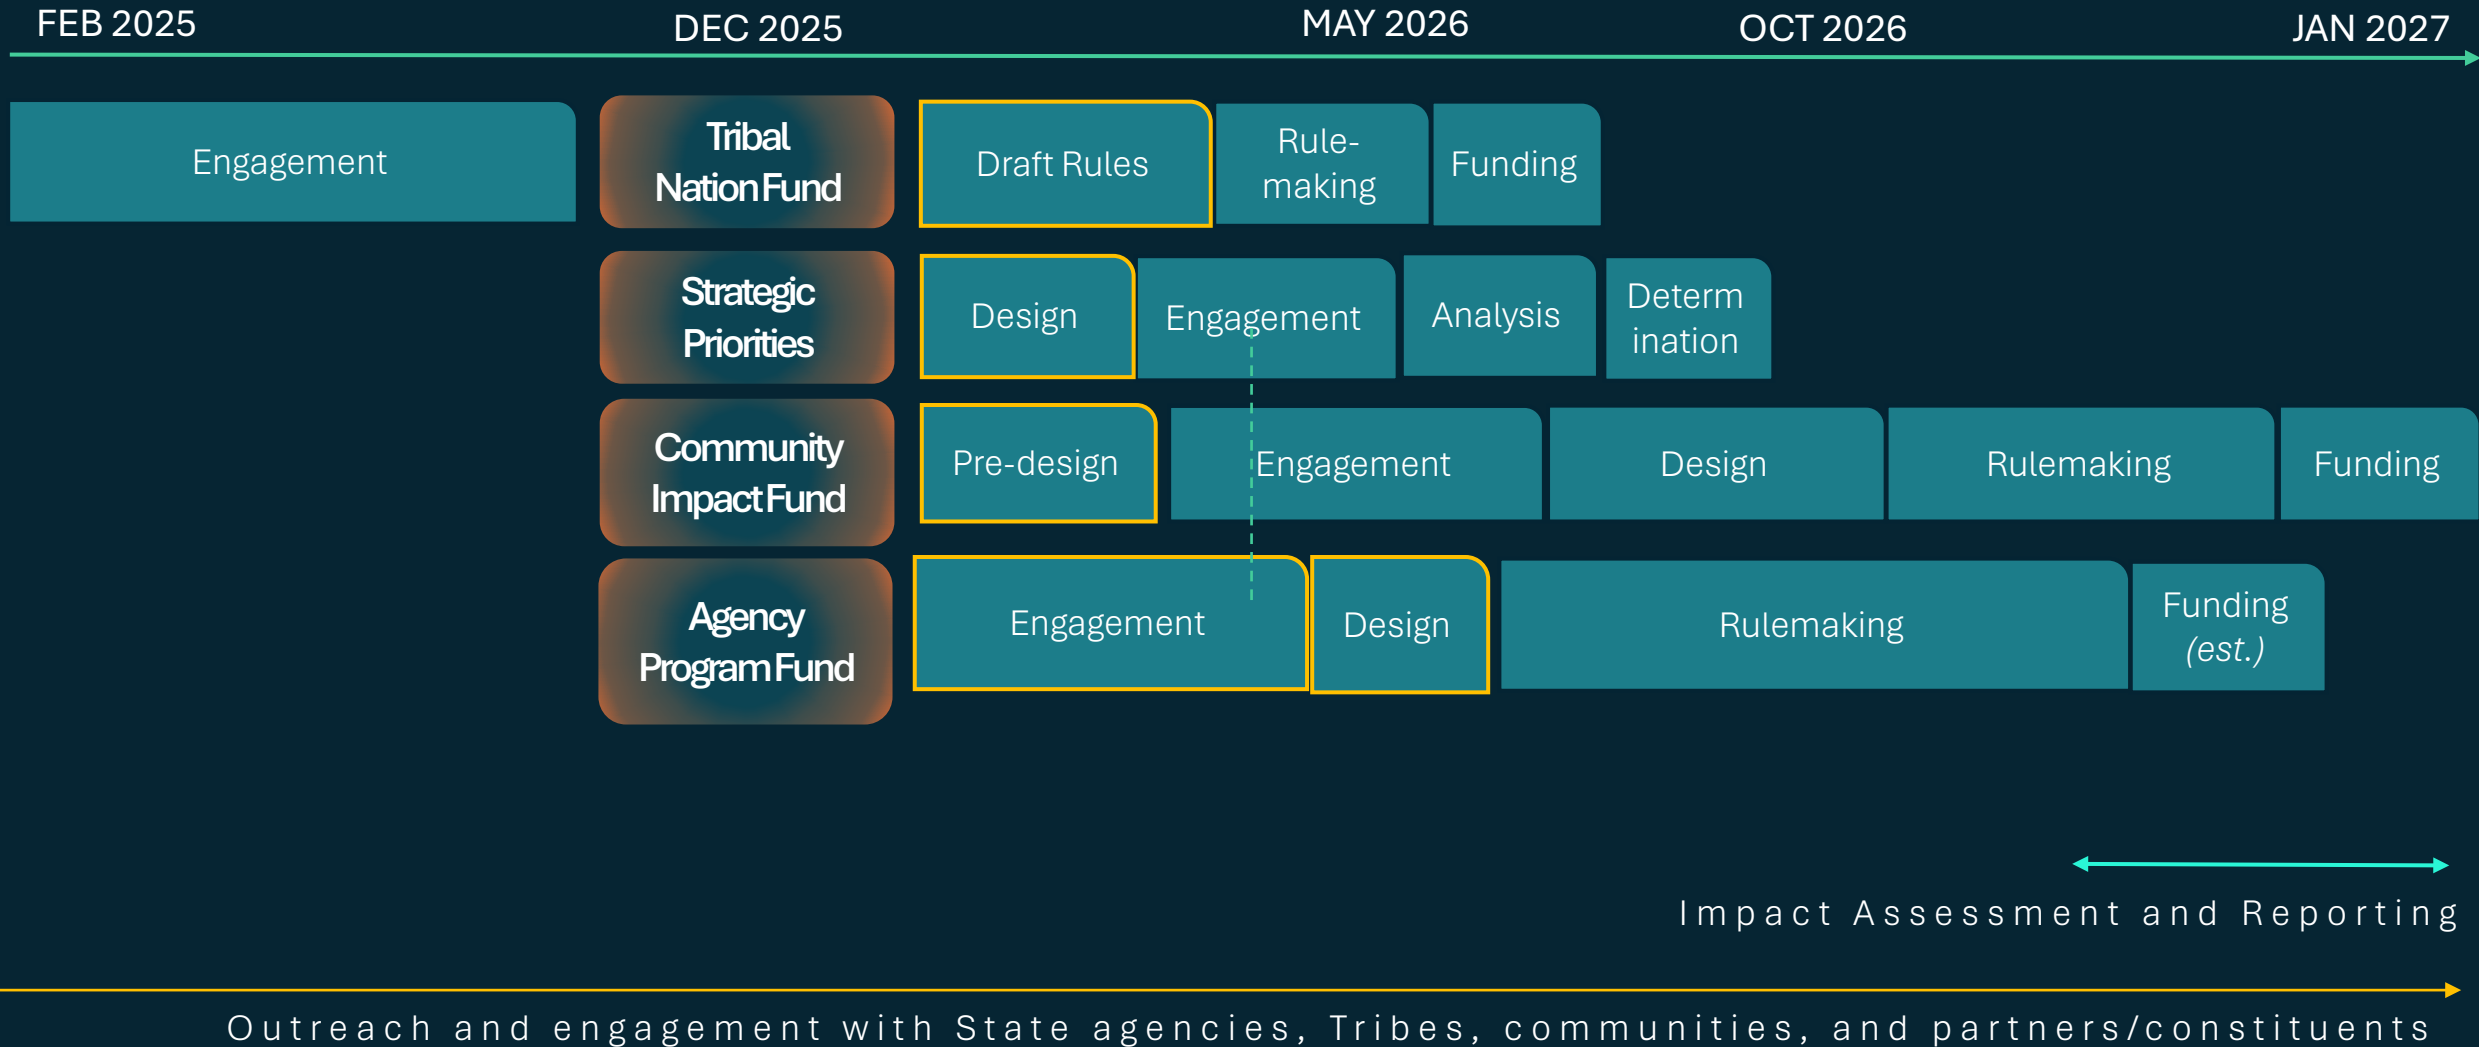 FEB 2025
DEC 2025
MAY 2026
OCT 2026
JAN 2027
Engagement
Tribal
Nation Fund
Draft Rules
Rule-
making
Funding
Strategic
Priorities
Design
Engagement
Analysis
Determ
ination
Community
Impact Fund
Pre-design
Engagement
Design
Rulemaking
Funding
Agency
Program Fund
Engagement
Design
Rulemaking
Funding
(est.)
Impact Assessment and Reporting
Outreach and engagement with State agencies, Tribes, communities, and partners/constituents